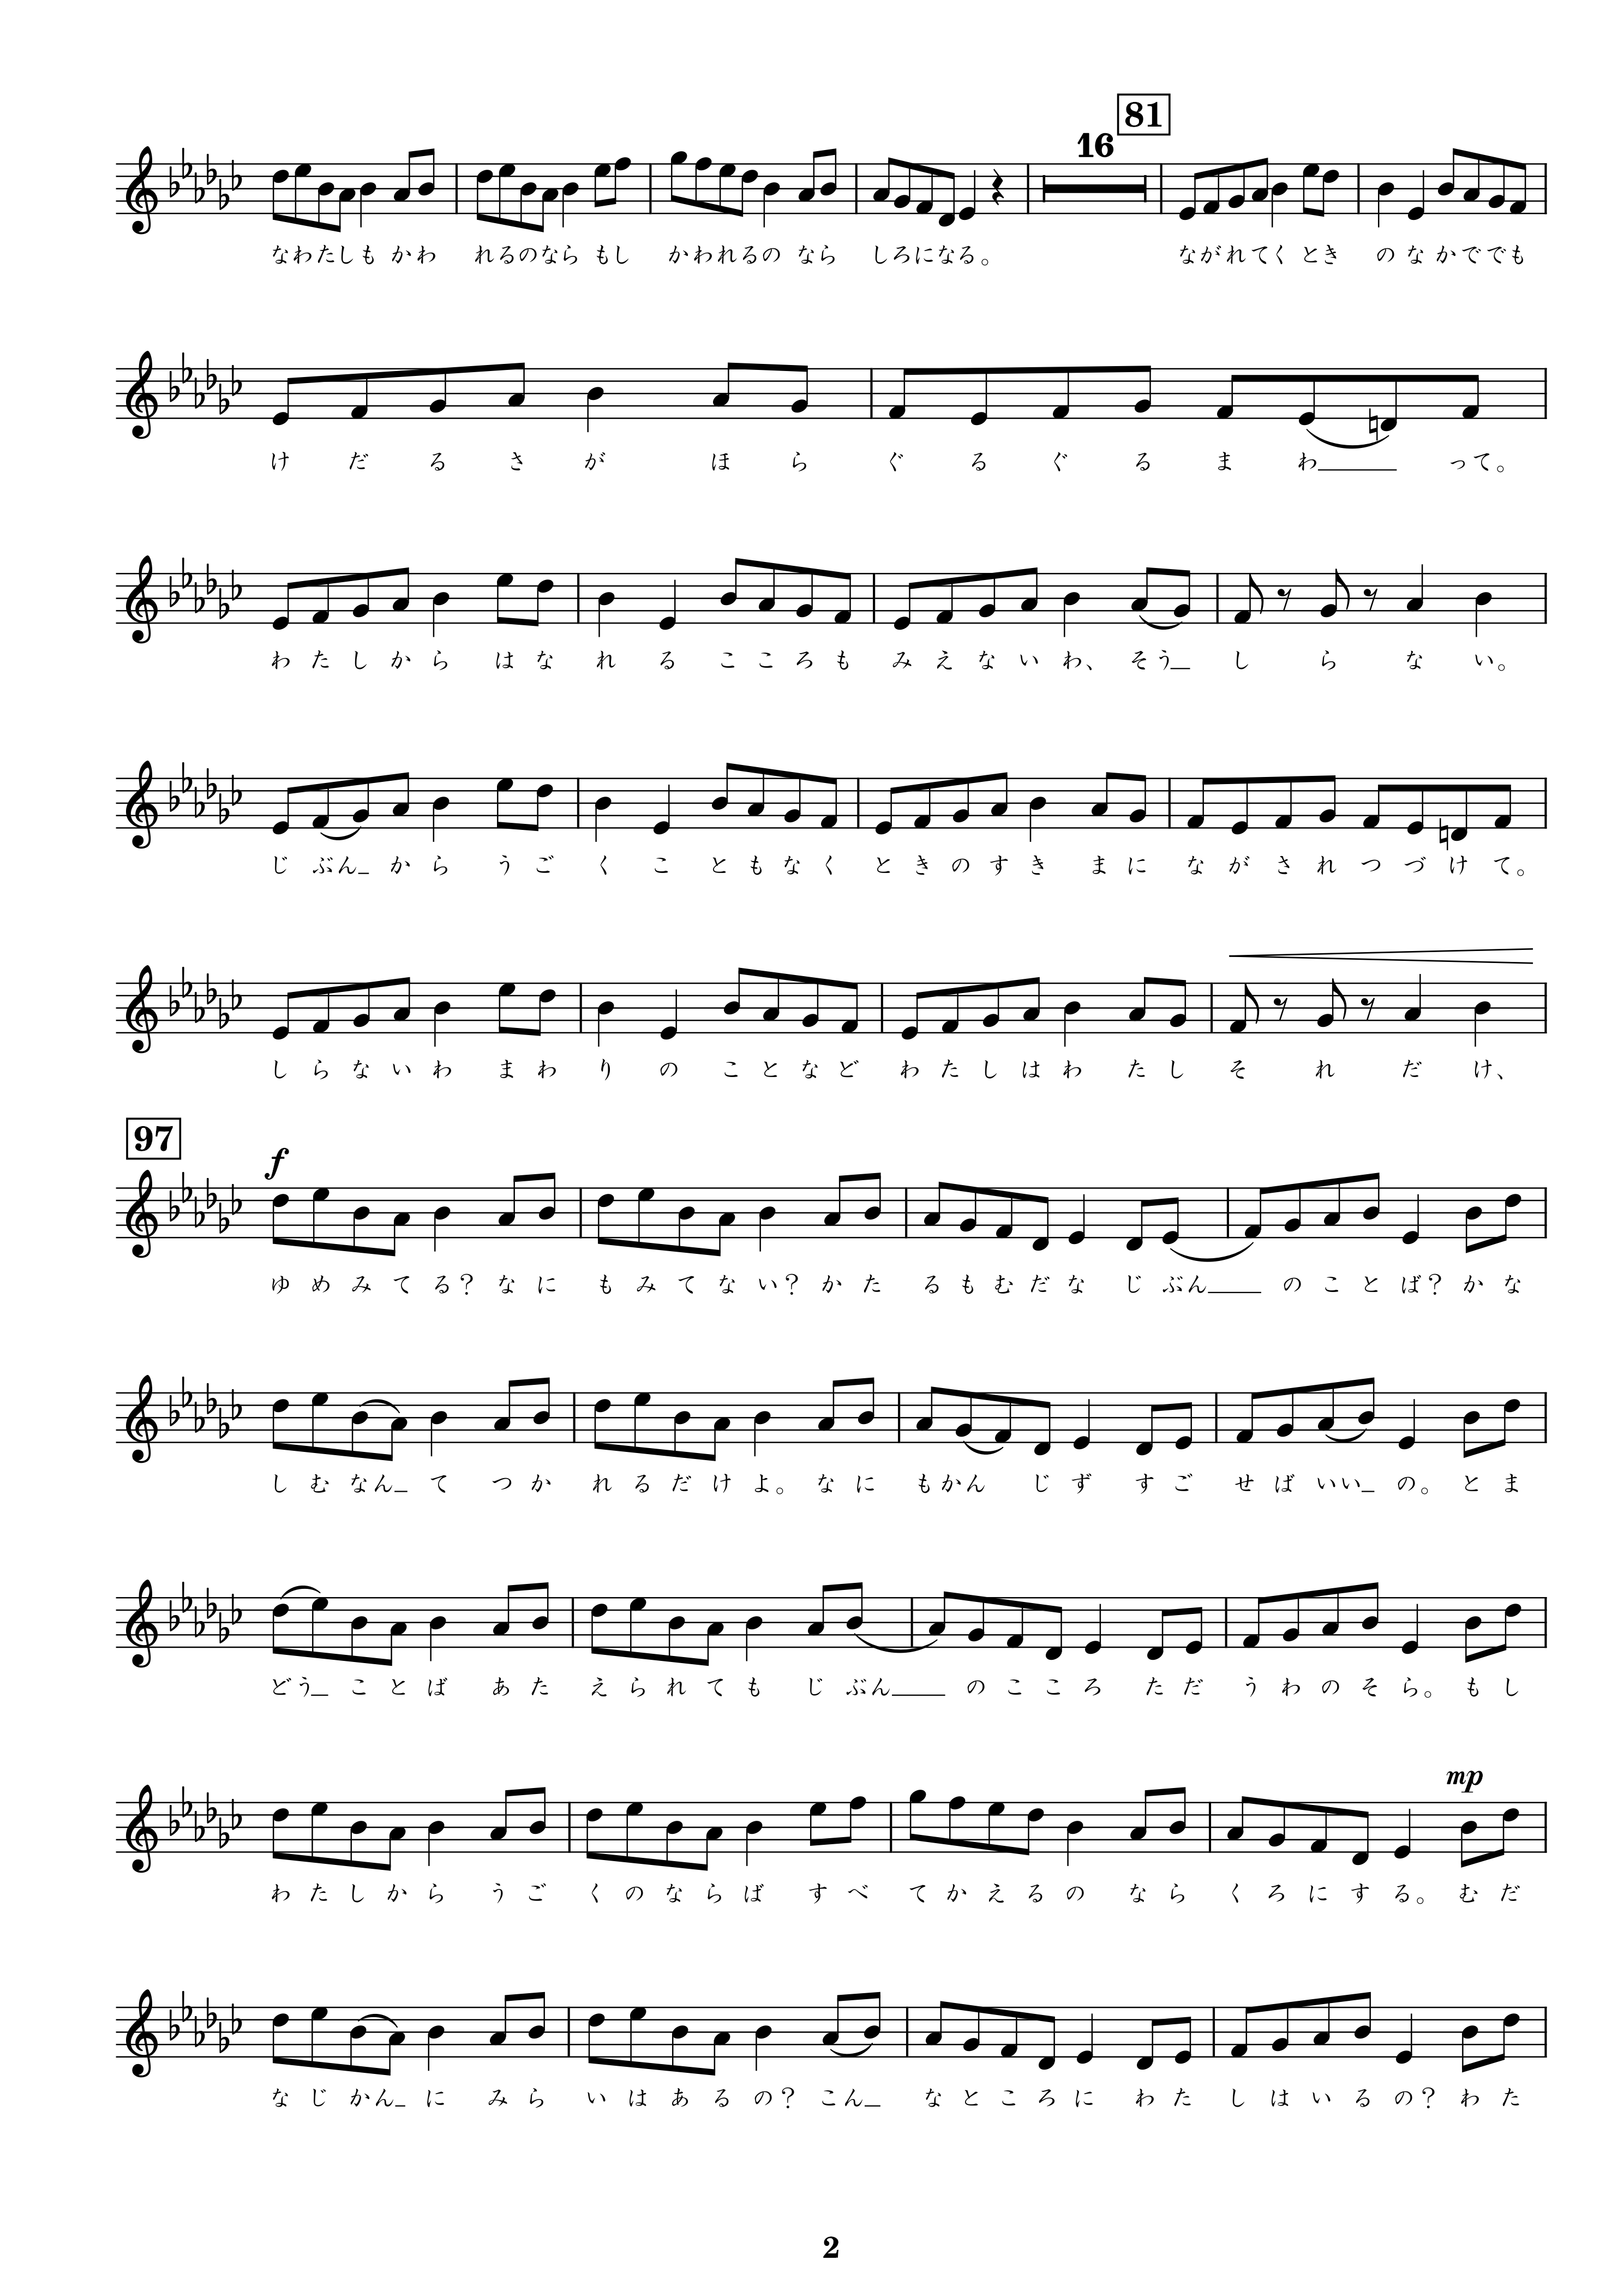 81
16
なわたしも かわ れるのなら もし かわれるの なら しろになる。 ながれてく とき のな かででも
けだるさが ほら ぐるぐるまわ って。
わたしから はな れる こころも みえないわ、 そう しらない。
じぶんから うご く こともなく ときのすき まに ながされつづけて。
しらないわ まわ りの ことなど わたしはわ たし それだけ、
97
f
ゆめみてる? なに もみてない? かた るもむだな じぶん のことば? かな
しむなんて つか れるだけよ。 なに もかんじず すご せばいいの。 とま
どうことば あた えられても じぶん のこころ ただ うわのそら。 もし
mp
わたしから うご くのならば すべ てかえるの なら くろにする。 むだ
なじかんに みら いはあるの? こん なところに わた しはいるの? わた
2